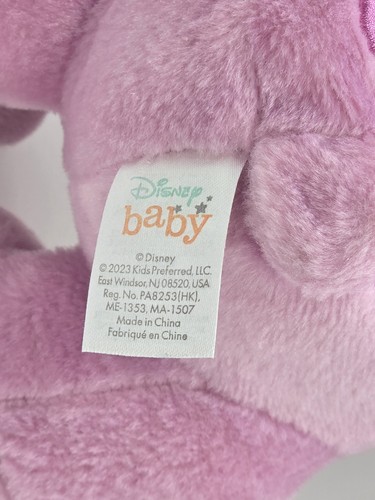 Disney
baby
© Disney
© 2023 Kids Preferred, LLC.
East Windsor, NJ 08520, USA
Reg. No. PA8253(HK),
ME-1353, MA-1507
Made in China
Fabriqué en Chine